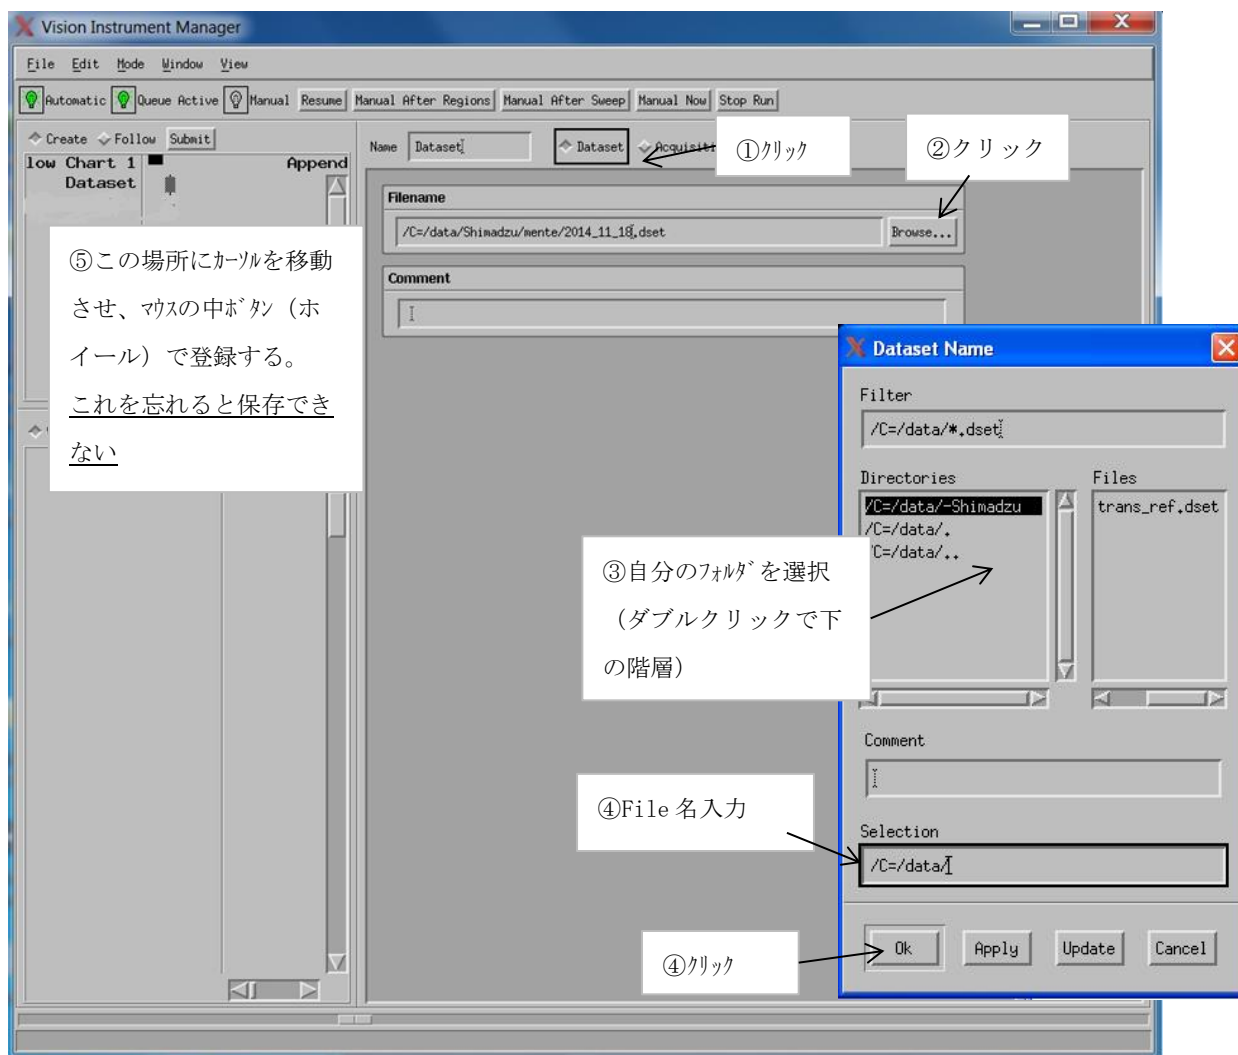 Vision Instrument Manager
File Edit Mode Window View
Automatic Queue Active Manual Resume Manual After Regions Manual After Sweep Manual Now Stop Run
Create Follow Submit
low Chart 1 Append
Dataset
Name Dataset Dataset
①クリック
②クリック
Filename
/C=/data/Shimadzu/mente/2014_11_18.dset Browse...
Comment
⑤この場所にカーソルを移動
させ、マウスの中ボタン（ホ
イール）で登録する。
これを忘れると保存でき
ない
Dataset Name
Filter
/C=/data/*.dset
Directories Files
/C=/data/-Shimadzu trans_ref.dset
/C=/data/.
/C=/data/..
③自分のフォルダを選択
（ダブルクリックで下
の階層）
Comment
④File 名入力
Selection
/C=/data/
④クリック
Ok Apply Update Cancel